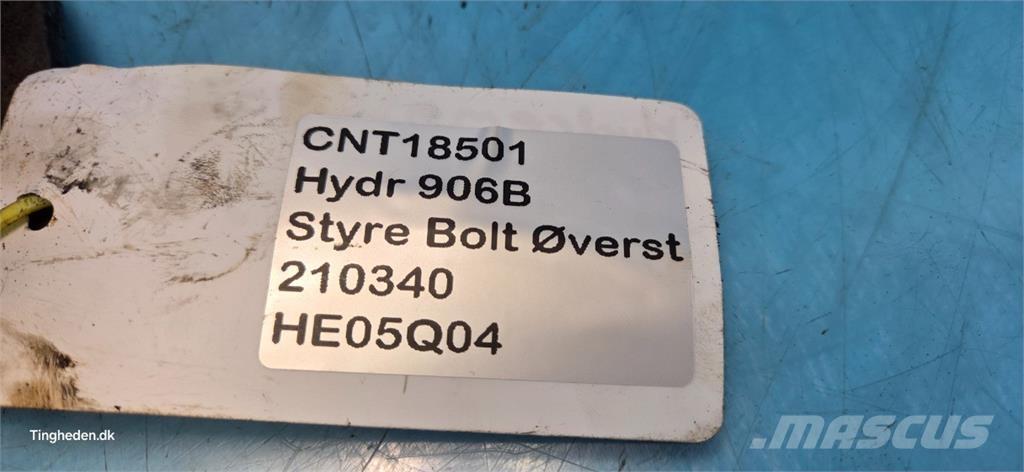 CNT18501
Hydr 906B
Styre Bolt Øverst
210340
HE05Q04
Tingheden.dk
MASCUS